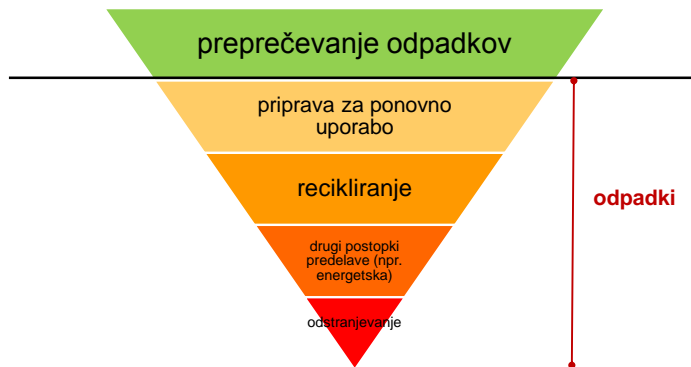 preprečevanje odpadkov
priprava za ponovno
uporabo
recikliranje
odpadki
drugi postopki
predelave (npr.
energetska)
odstranjevanje